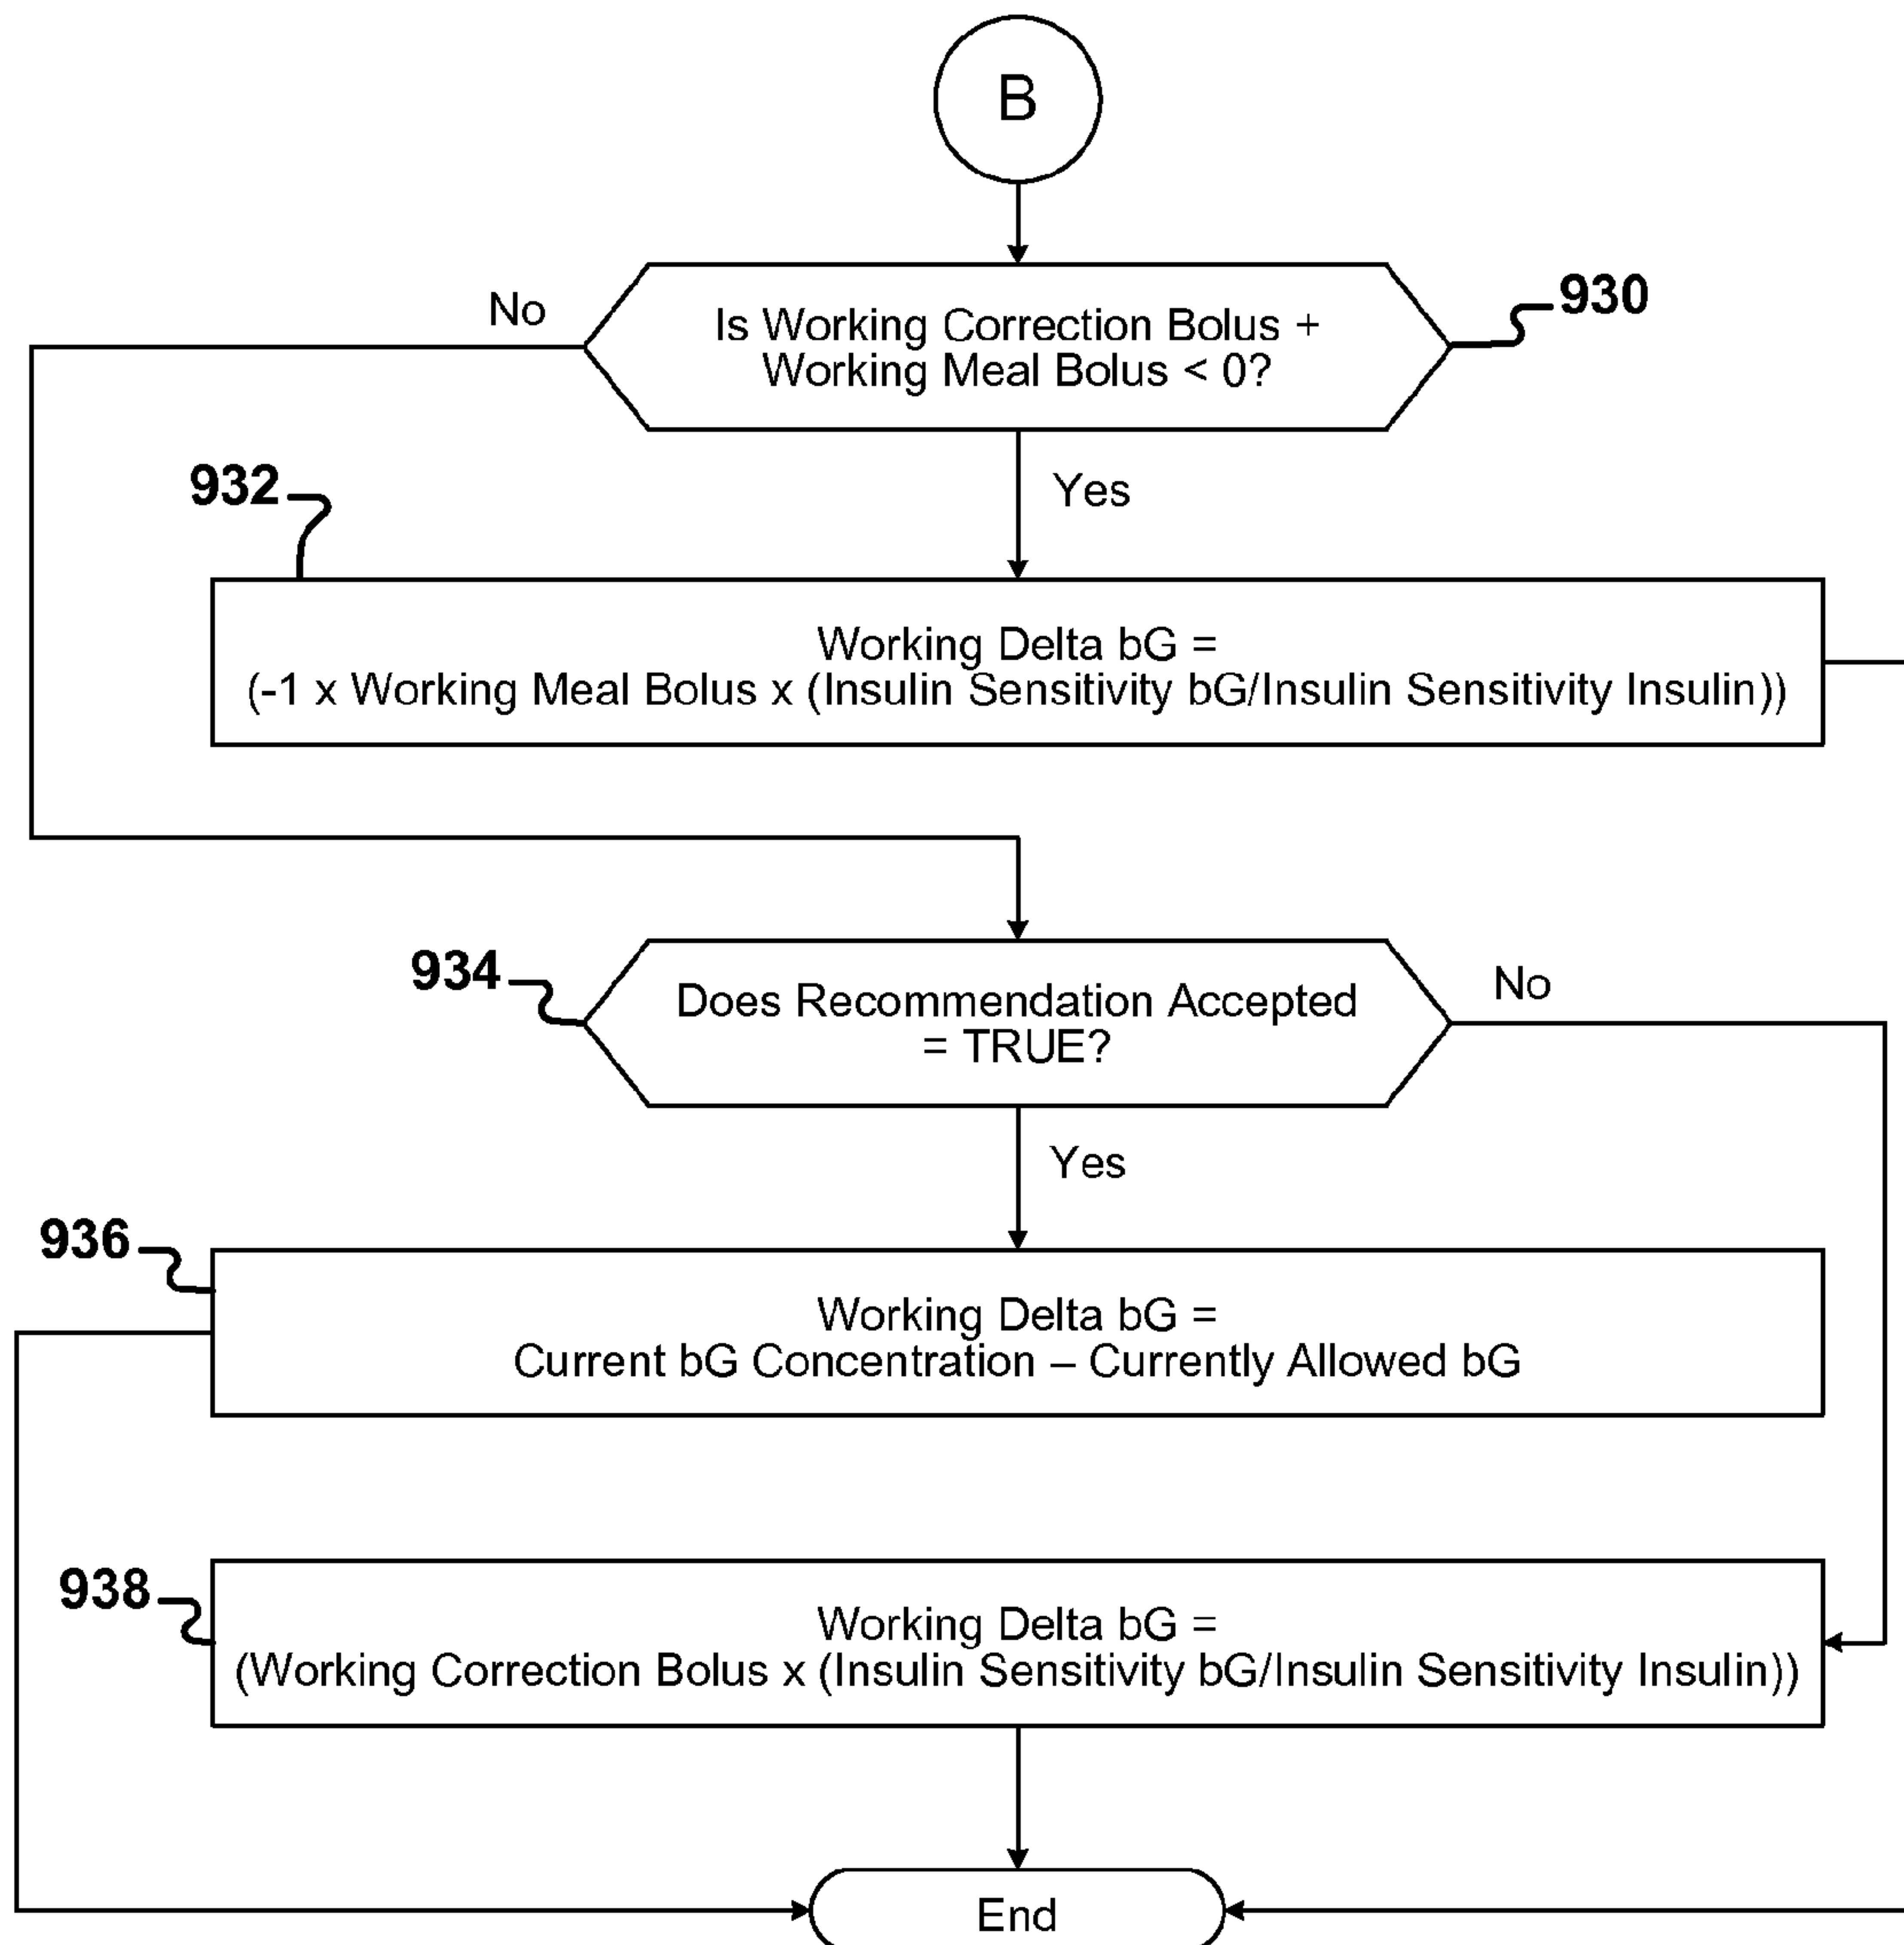 B
No
Is Working Correction Bolus +
Working Meal Bolus < 0?
930
Yes
932
Working Delta bG =
(-1 x Working Meal Bolus x (Insulin Sensitivity bG/Insulin Sensitivity Insulin))
934
Does Recommendation Accepted
= TRUE?
No
Yes
936
Working Delta bG =
Current bG Concentration – Currently Allowed bG
938
Working Delta bG =
(Working Correction Bolus x (Insulin Sensitivity bG/Insulin Sensitivity Insulin))
End